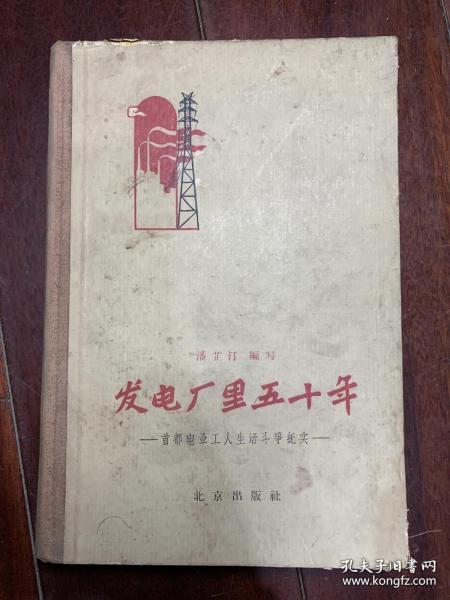 潘芷汀 编写
发电厂里五十年
——首都电业工人生活斗争纪实——
北京出版社
孔夫子旧书网
www.kongfz.com